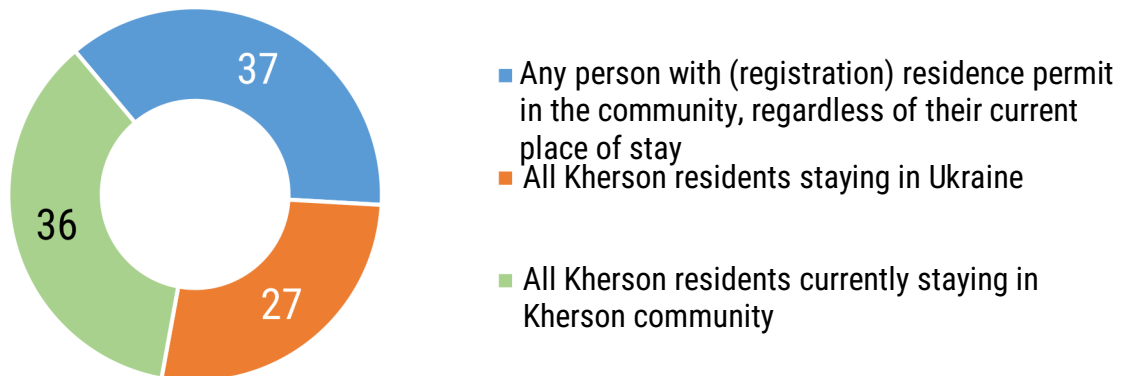 37
36
27
Any person with (registration) residence permit
in the community, regardless of their current
place of stay
All Kherson residents staying in Ukraine
All Kherson residents currently staying in
Kherson community